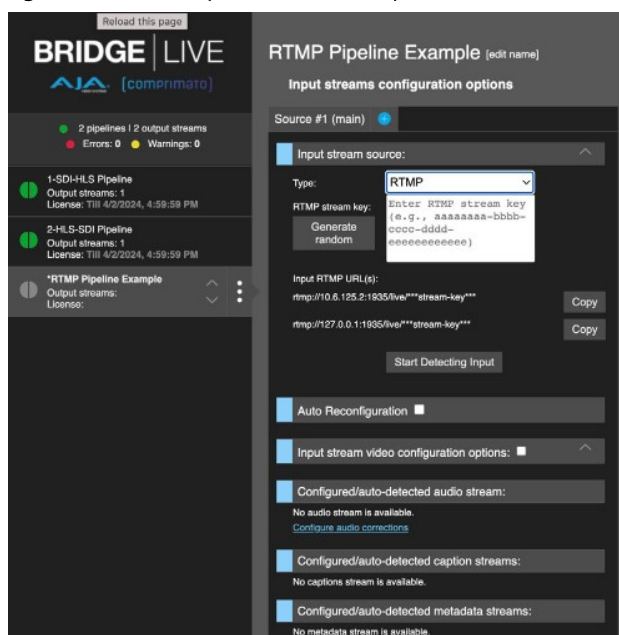 Reload this page
BRIDGE | LIVE
AJA VIDEO SYSTEMS [comprimato]
2 pipelines | 2 output streams
Errors: 0 Warnings: 0
1-SDI-HLS Pipeline
Output streams: 1
License: Till 4/2/2024, 4:59:59 PM
2-HLS-SDI Pipeline
Output streams: 1
License: Till 4/2/2024, 4:59:59 PM
*RTMP Pipeline Example
Output streams:
License:
RTMP Pipeline Example [edit name]
Input streams configuration options
Source #1 (main)
Input stream source:
Type: RTMP
RTMP stream key:
Generate random
Enter RTMP stream key
(e.g., aaaaaaaa-bbbb-
cccc-dddd-
eeeeeeeeeeee)
Input RTMP URL(s):
rtmp://10.6.125.2:1935/live/***stream-key*** Copy
rtmp://127.0.0.1:1935/live/***stream-key*** Copy
Start Detecting Input
Auto Reconfiguration
Input stream video configuration options:
Configured/auto-detected audio stream:
No audio stream is available.
Configure audio corrections
Configured/auto-detected caption streams:
No captions stream is available.
Configured/auto-detected metadata streams:
No metadata stream is available.